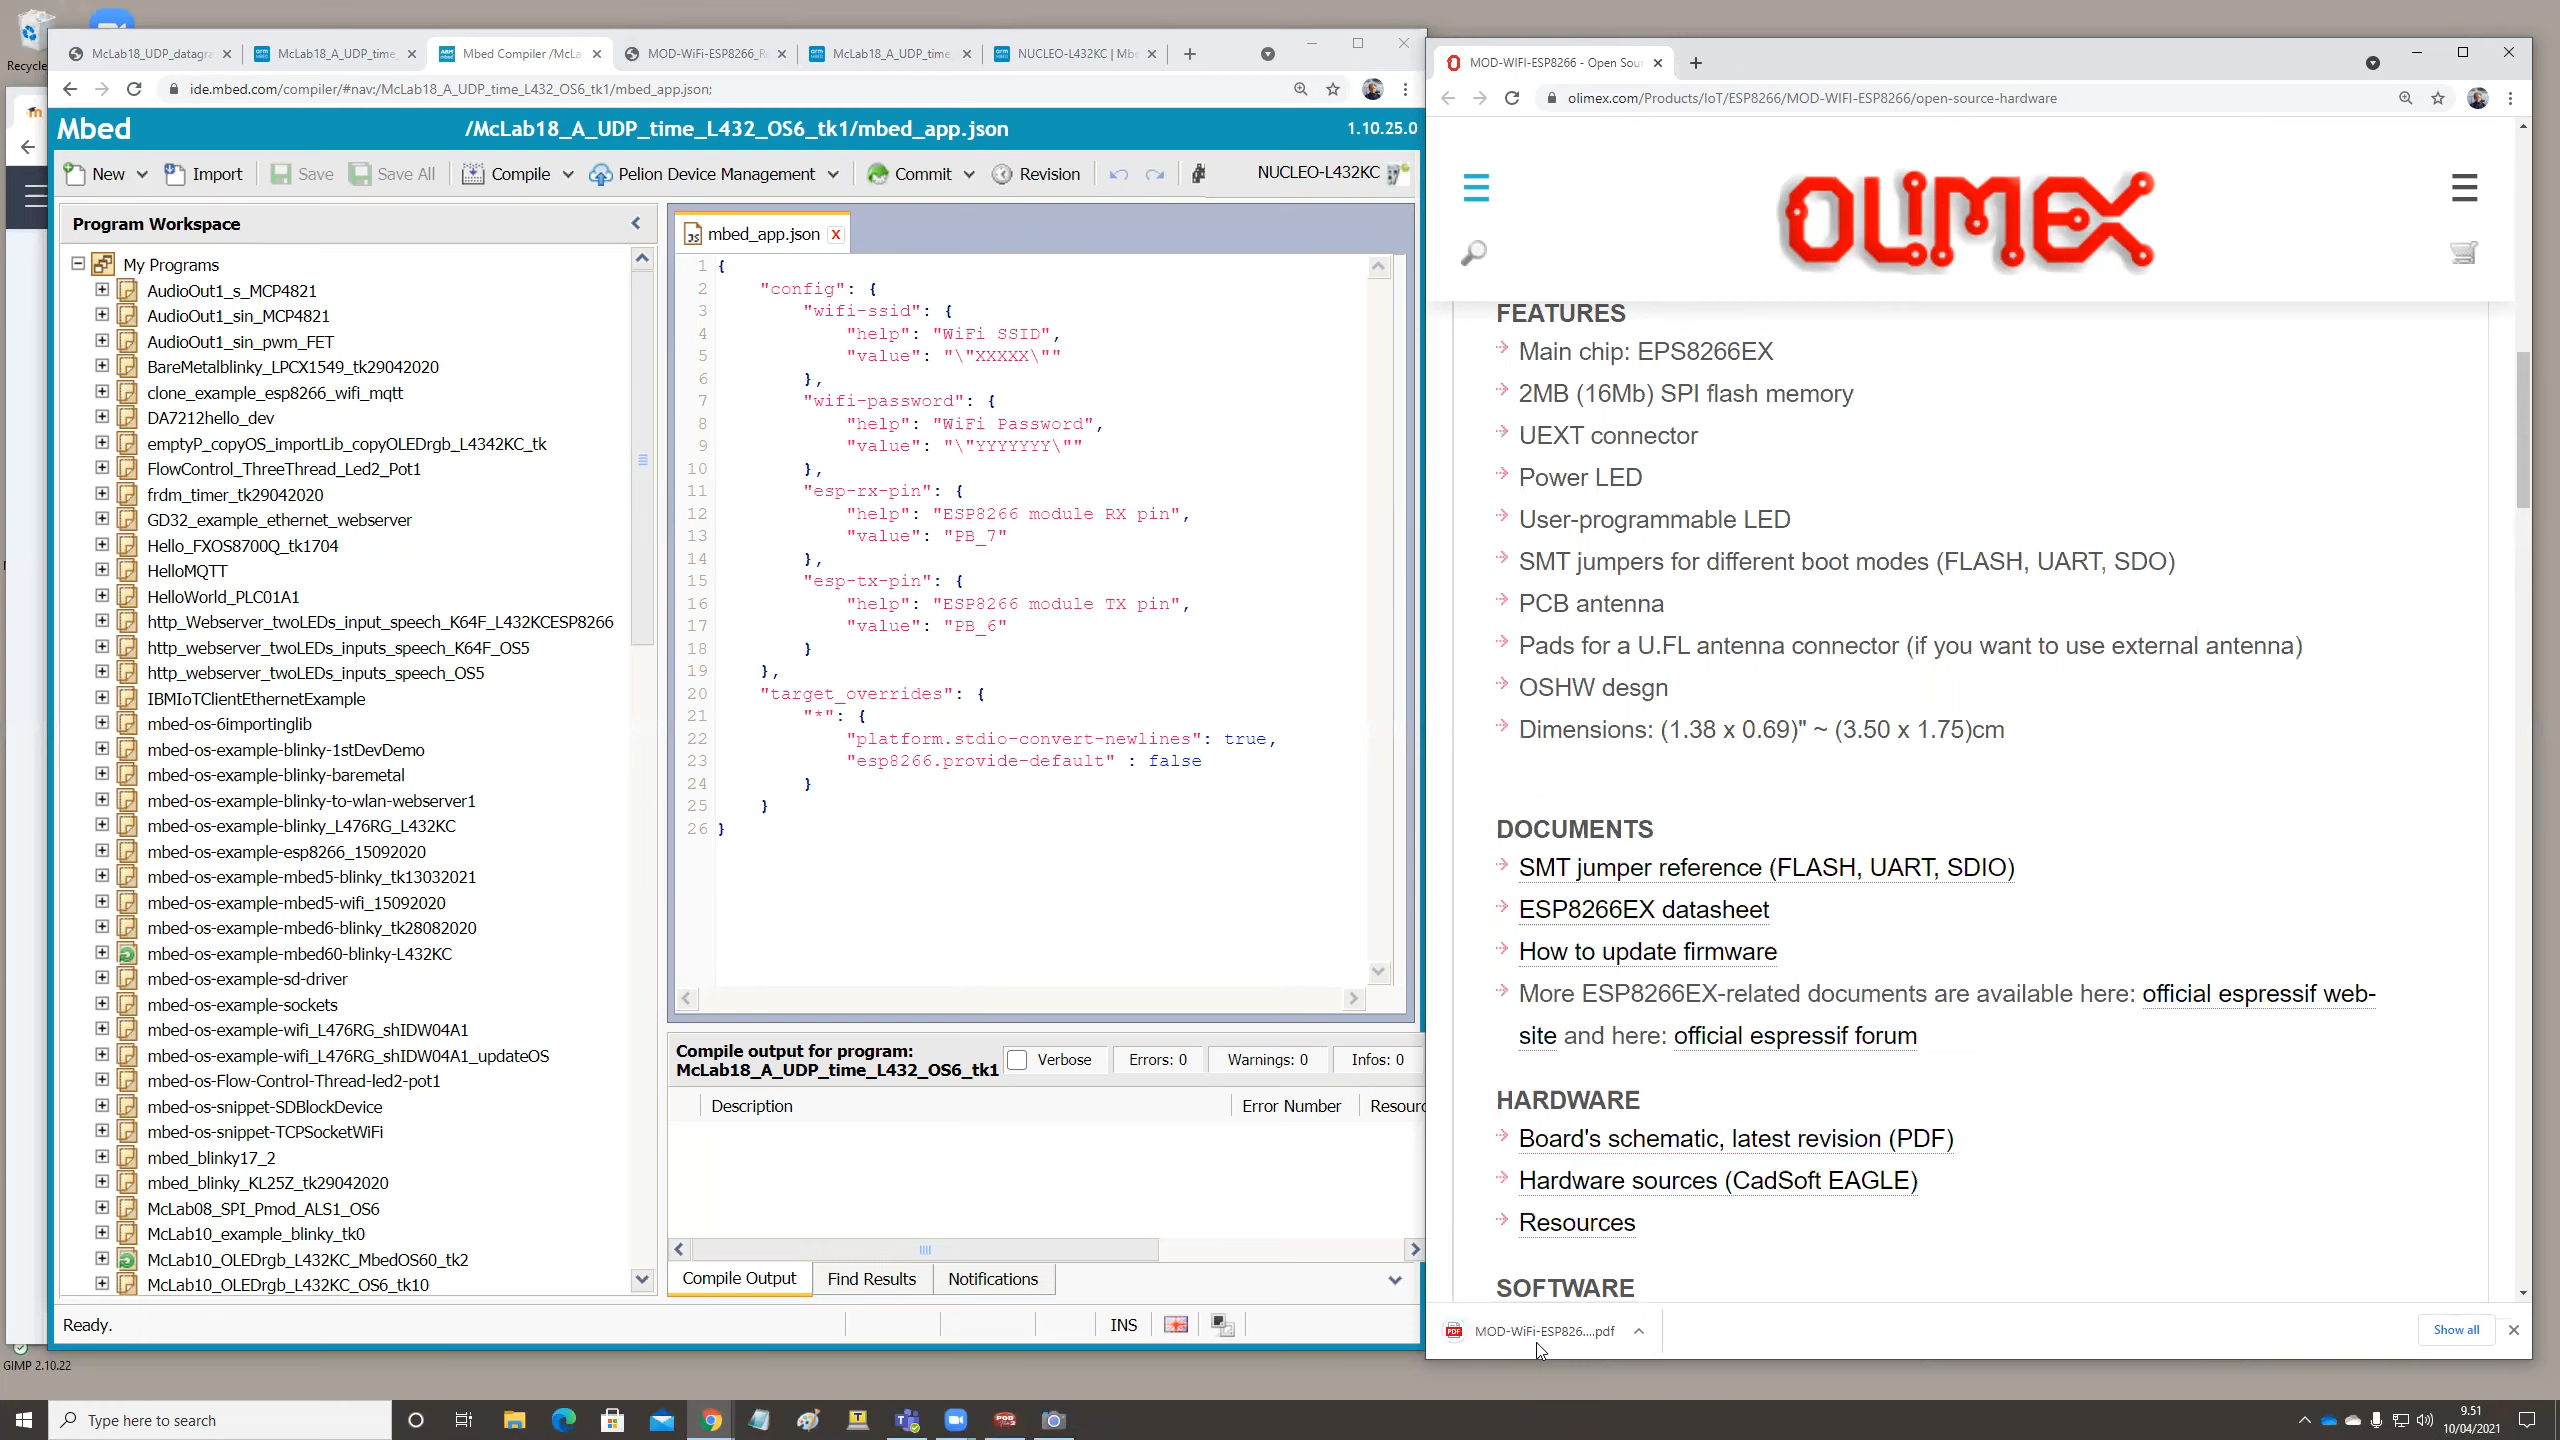 Recycle
GIMP 2.10.22
McLab18_UDP_datagra
McLab18_A_UDP_time_
Mbed Compiler /McLa
MOD-WiFi-ESP8266_R
McLab18_A_UDP_time_
NUCLEO-L432KC | Mb
ide.mbed.com/compiler/#nav:/McLab18_A_UDP_time_L432_OS6_tk1/mbed_app.json;
Mbed
/McLab18_A_UDP_time_L432_OS6_tk1/mbed_app.json
1.10.25.0
New
Import
Save
Save All
Compile
Pelion Device Management
Commit
Revision
NUCLEO-L432KC
Program Workspace
My Programs
AudioOut1_s_MCP4821
AudioOut1_sin_MCP4821
AudioOut1_sin_pwm_FET
BareMetalblinky_LPCX1549_tk29042020
clone_example_esp8266_wifi_mqtt
DA7212hello_dev
emptyP_copyOS_importLib_copyOLEDrgb_L4342KC_tk
FlowControl_ThreeThread_Led2_Pot1
frdm_timer_tk29042020
GD32_example_ethernet_webserver
Hello_FXOS8700Q_tk1704
HelloMQTT
HelloWorld_PLC01A1
http_Webserver_twoLEDs_input_speech_K64F_L432KCESP8266
http_webserver_twoLEDs_inputs_speech_K64F_OS5
http_webserver_twoLEDs_inputs_speech_OS5
IBMIoTClientEthernetExample
mbed-os-6importinglib
mbed-os-example-blinky-1stDevDemo
mbed-os-example-blinky-baremetal
mbed-os-example-blinky-to-wlan-webserver1
mbed-os-example-blinky_L476RG_L432KC
mbed-os-example-esp8266_15092020
mbed-os-example-mbed5-blinky_tk13032021
mbed-os-example-mbed5-wifi_15092020
mbed-os-example-mbed6-blinky_tk28082020
mbed-os-example-mbed60-blinky-L432KC
mbed-os-example-sd-driver
mbed-os-example-sockets
mbed-os-example-wifi_L476RG_shIDW04A1
mbed-os-example-wifi_L476RG_shIDW04A1_updateOS
mbed-os-Flow-Control-Thread-led2-pot1
mbed-os-snippet-SDBlockDevice
mbed-os-snippet-TCPSocketWiFi
mbed_blinky17_2
mbed_blinky_KL25Z_tk29042020
McLab08_SPI_Pmod_ALS1_OS6
McLab10_example_blinky_tk0
McLab10_OLEDrgb_L432KC_MbedOS60_tk2
McLab10_OLEDrgb_L432KC_OS6_tk10
mbed_app.json
1 {
2 "config": {
3 "wifi-ssid": {
4 "help": "WiFi SSID",
5 "value": "\"XXXXX\""
6 },
7 "wifi-password": {
8 "help": "WiFi Password",
9 "value": "\"YYYYYYY\""
10 },
11 "esp-rx-pin": {
12 "help": "ESP8266 module RX pin",
13 "value": "PB_7"
14 },
15 "esp-tx-pin": {
16 "help": "ESP8266 module TX pin",
17 "value": "PB_6"
18 }
19 },
20 "target_overrides": {
21 "*": {
22 "platform.stdio-convert-newlines": true,
23 "esp8266.provide-default" : false
24 }
25 }
26 }
Compile output for program:
McLab18_A_UDP_time_L432_OS6_tk1
Verbose
Errors: 0
Warnings: 0
Infos: 0
Description
Error Number
Resourc
Compile Output
Find Results
Notifications
Ready.
INS
MOD-WIFI-ESP8266 - Open Sour
olimex.com/Products/IoT/ESP8266/MOD-WIFI-ESP8266/open-source-hardware
OLIMEX
FEATURES
Main chip: EPS8266EX
2MB (16Mb) SPI flash memory
UEXT connector
Power LED
User-programmable LED
SMT jumpers for different boot modes (FLASH, UART, SDO)
PCB antenna
Pads for a U.FL antenna connector (if you want to use external antenna)
OSHW desgn
Dimensions: (1.38 x 0.69)" ~ (3.50 x 1.75)cm
DOCUMENTS
SMT jumper reference (FLASH, UART, SDIO)
ESP8266EX datasheet
How to update firmware
More ESP8266EX-related documents are available here: official espressif web-
site and here: official espressif forum
HARDWARE
Board's schematic, latest revision (PDF)
Hardware sources (CadSoft EAGLE)
Resources
SOFTWARE
MOD-WiFi-ESP826....pdf
Show all
Type here to search
9.51
10/04/2021